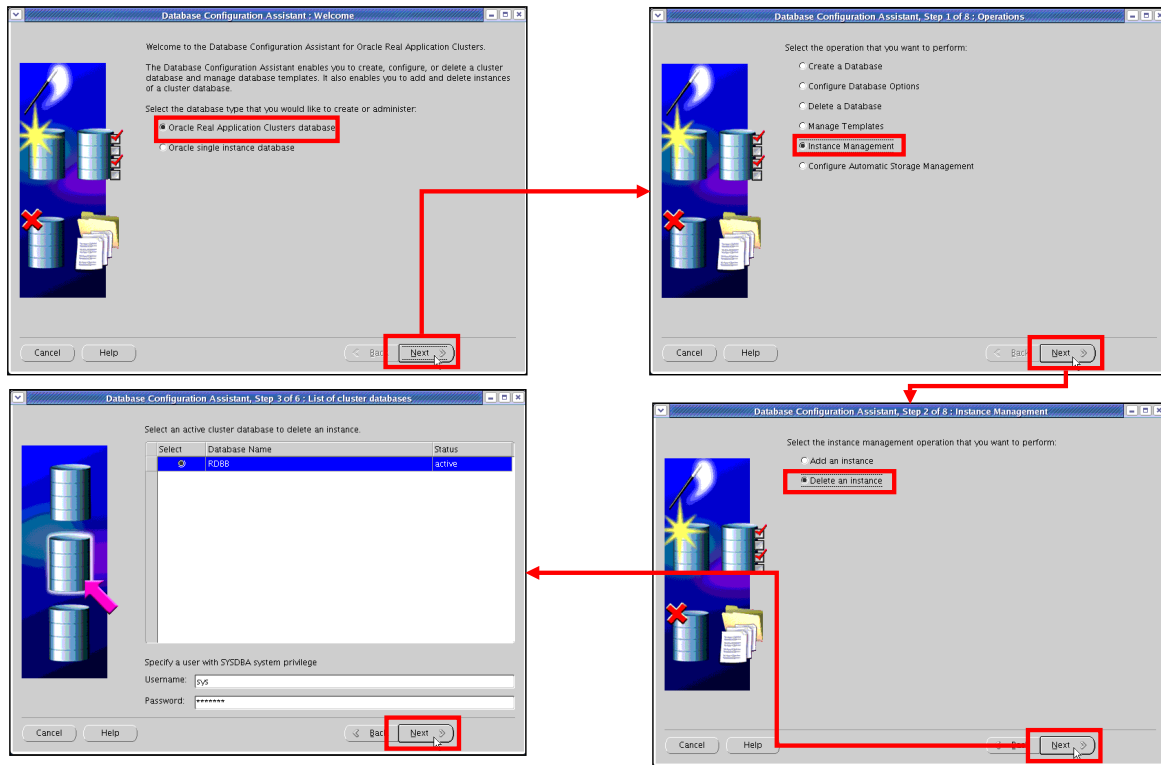 Database Configuration Assistant : Welcome
Welcome to the Database Configuration Assistant for Oracle Real Application Clusters.
The Database Configuration Assistant enables you to create, configure, or delete a cluster
database and manage database templates. It also enables you to add and delete instances
of a cluster database.
Select the database type that you would like to create or administer:
Oracle Real Application Clusters database
Oracle single instance database
Cancel
Help
Back
Next
Database Configuration Assistant, Step 1 of 8 : Operations
Select the operation that you want to perform:
Create a Database
Configure Database Options
Delete a Database
Manage Templates
Instance Management
Configure Automatic Storage Management
Cancel
Help
Back
Next
Database Configuration Assistant, Step 2 of 8 : Instance Management
Select the instance management operation that you want to perform:
Add an instance
Delete an instance
Cancel
Help
Back
Next
Database Configuration Assistant, Step 3 of 6 : List of cluster databases
Select an active cluster database to delete an instance.
Select Database Name Status
RDBB active
Specify a user with SYSDBA system privilege
Username: sys
Password: *******
Cancel
Help
Back
Next